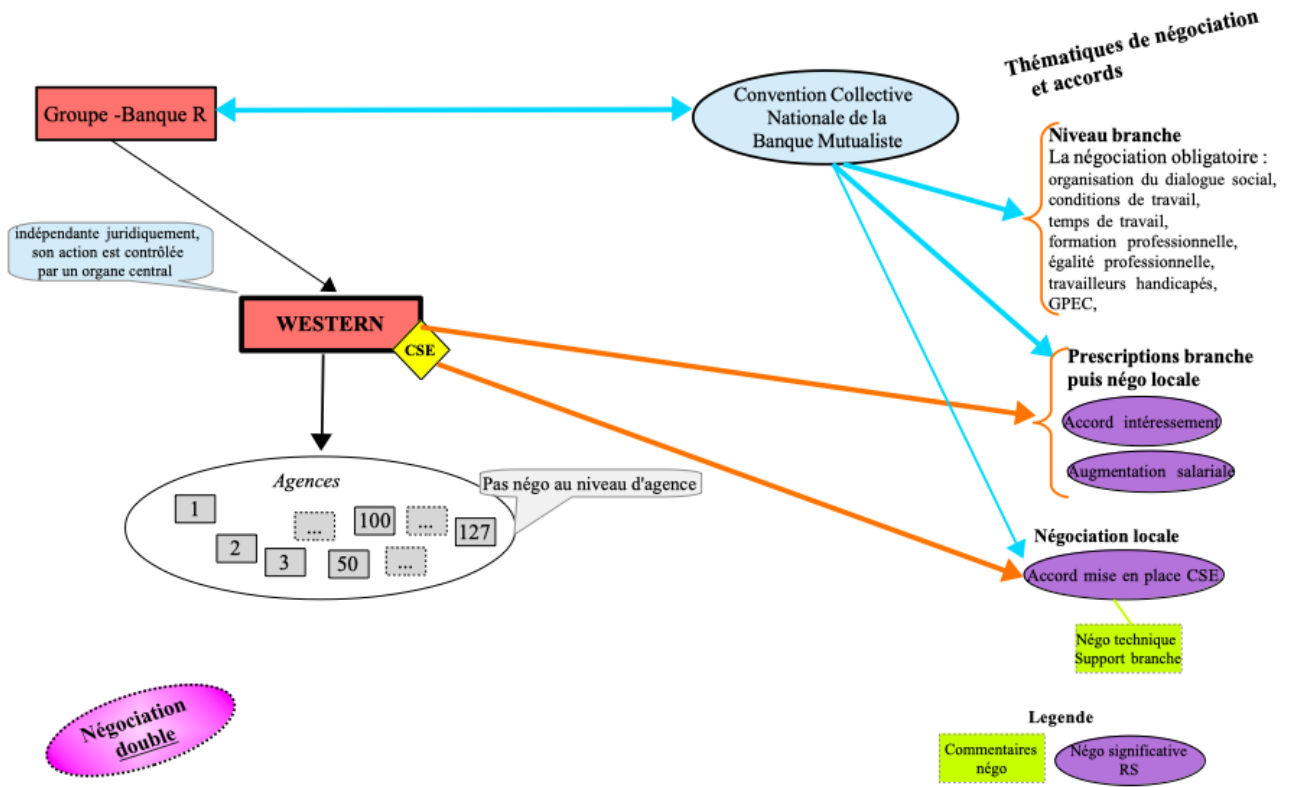 Thématiques de négociation
et accords
Groupe -Banque R
Convention Collective
Nationale de la
Banque Mutualiste
Niveau branche
La négociation obligatoire :
organisation du dialogue social,
conditions de travail,
temps de travail,
formation professionnelle,
égalité professionnelle,
travailleurs handicapés,
GPEC,
indépendante juridiquement,
son action est contrôlée
par un organe central
WESTERN
CSE
Prescriptions branche
puis négo locale
Accord intéressement
Augmentation salariale
Agences
Pas négo au niveau d'agence
1
2
3
...
50
100
...
...
127
Négociation locale
Accord mise en place CSE
Négo technique
Support branche
Négociation
double
Legende
Commentaires
négo
Négo significative
RS